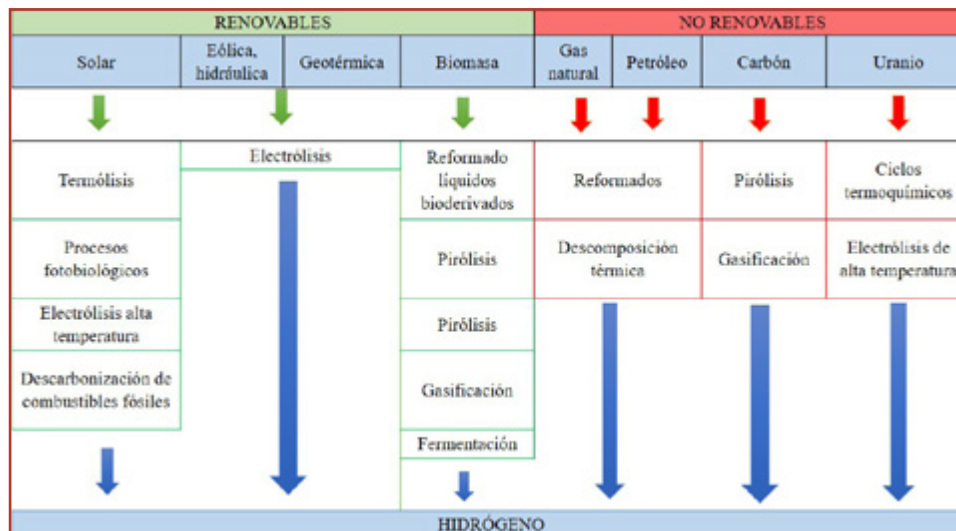 RENOVABLES
NO RENOVABLES
Solar
Eólica,
hidráulica
Geotérmica
Biomasa
Gas
natural
Petróleo
Carbón
Uranio
Termólisis
Electrólisis
Reformado
líquidos
bioderivados
Reformados
Pirólisis
Ciclos
termoquímicos
Procesos
fotobiológicos
Pirólisis
Descomposición
térmica
Gasificación
Electrólisis de
alta temperatura
Electrólisis alta
temperatura
Pirólisis
Descarbonización de
combustibles fósiles
Gasificación
Fermentación
HIDRÓGENO